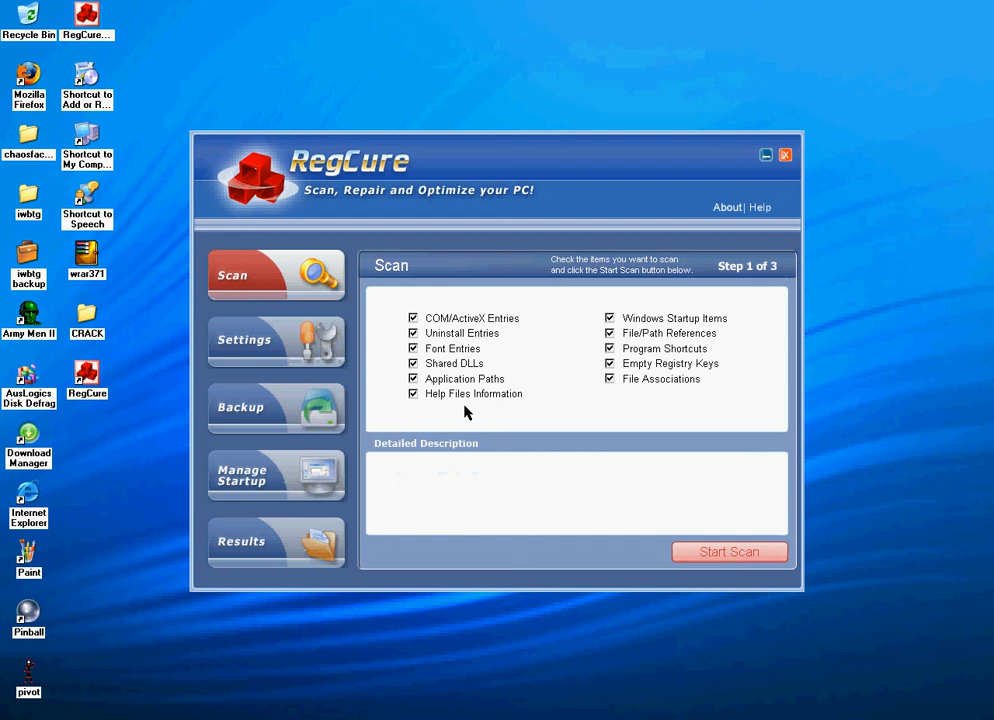 Recycle Bin
RegCure...
Mozilla
Firefox
Shortcut to
Add or R...
chaosfac...
Shortcut to
My Comp...
iwbtg
Shortcut to
Speech
iwbtg
backup
wrar371
Army Men II
CRACK
AusLogics
Disk Defrag
RegCure
Download
Manager
Internet
Explorer
Paint
Pinball
pivot
RegCure
Scan, Repair and Optimize your PC!
About| Help
Scan
Settings
Backup
Manage
Startup
Results
Scan
Check the items you want to scan
and click the Start Scan button below.
Step 1 of 3
COM/ActiveX Entries
Uninstall Entries
Font Entries
Shared DLLs
Application Paths
Help Files Information
Windows Startup Items
File/Path References
Program Shortcuts
Empty Registry Keys
File Associations
Detailed Description
Start Scan